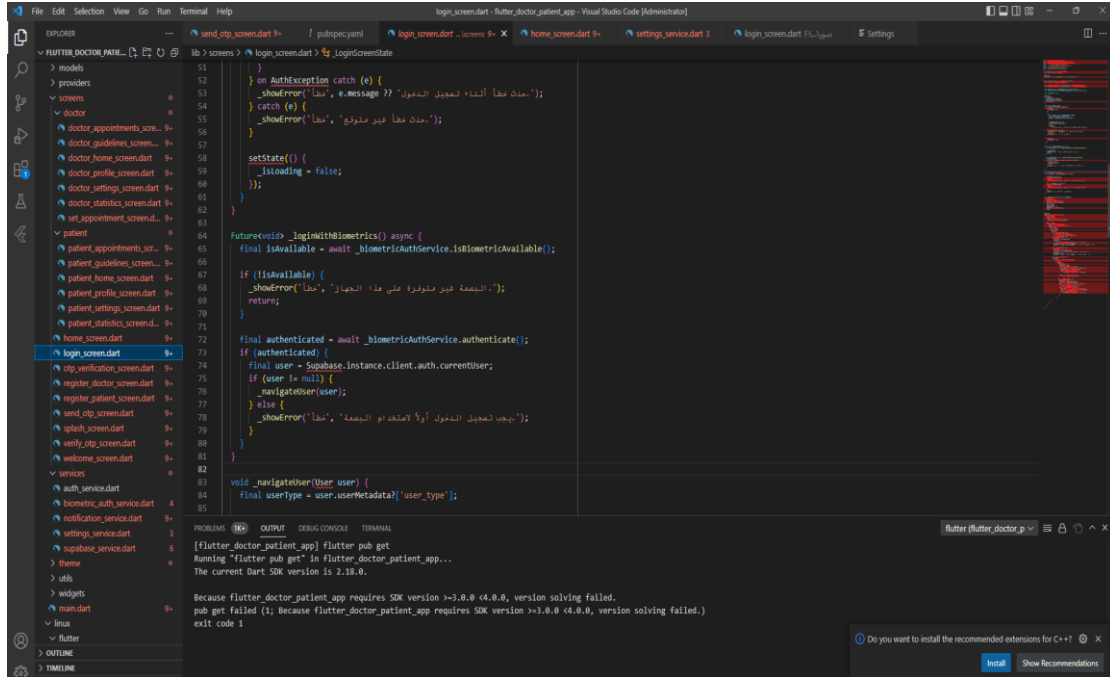 File Edit Selection View Go Run Terminal Help
login_screen.dart - flutter_doctor_patient_app - Visual Studio Code [Administrator]
EXPLORER
send_otp_screen.dart 9+
pubspec.yaml
login_screen.dart ...\screens 9+
home_screen.dart 9+
settings_service.dart 3
login_screen.dart F:\...\صور
Settings
FLUTTER_DOCTOR_PATIE...
lib > screens > login_screen.dart > _LoginScreenState
models
providers
screens
doctor
doctor_appointments_scre... 9+
doctor_guidelines_screen... 9+
doctor_home_screen.dart 9+
doctor_profile_screen.dart 9+
doctor_settings_screen.dart 9+
doctor_statistics_screen.dart 9+
set_appointment_screen.d... 9+
patient
patient_appointments_scr... 9+
patient_guidelines_screen... 9+
patient_home_screen.dart 9+
patient_profile_screen.dart 9+
patient_settings_screen.dart 9+
patient_statistics_screen.d... 9+
home_screen.dart 9+
login_screen.dart 9+
otp_verification_screen.dart 9+
register_doctor_screen.dart 9+
register_patient_screen.dart 9+
send_otp_screen.dart 9+
splash_screen.dart 9+
verify_otp_screen.dart 9+
welcome_screen.dart 9+
services
auth_service.dart
biometric_auth_service.dart 4
notification_service.dart 9+
settings_service.dart 3
supabase_service.dart 6
theme
utils
widgets
main.dart 9+
linux
flutter
OUTLINE
TIMELINE
51 }
52 } on AuthException catch (e) {
53 _showError('خطأ', e.message ?? 'حدث خطأ أثناء تسجيل الدخول.');
54 } catch (e) {
55 _showError('خطأ', 'حدث خطأ غير متوقع.');
56 }
57
58 setState(() {
59 _isLoading = false;
60 });
61 }
62 }
63
64 Future<void> _loginWithBiometrics() async {
65 final isAvailable = await _biometricAuthService.isBiometricAvailable();
66
67 if (!isAvailable) {
68 _showError('خطأ', 'البصمة غير متوفرة على هذا الجهاز.');
69 return;
70 }
71
72 final authenticated = await _biometricAuthService.authenticate();
73 if (authenticated) {
74 final user = Supabase.instance.client.auth.currentUser;
75 if (user != null) {
76 _navigateUser(user);
77 } else {
78 _showError('خطأ', 'يجب تسجيل الدخول أولاً لاستخدام البصمة.');
79 }
80 }
81 }
82
83 void _navigateUser(User user) {
84 final userType = user.userMetadata?['user_type'];
85
PROBLEMS 1K+ OUTPUT DEBUG CONSOLE TERMINAL
flutter (flutter_doctor_p
[flutter_doctor_patient_app] flutter pub get
Running "flutter pub get" in flutter_doctor_patient_app...
The current Dart SDK version is 2.18.0.
Because flutter_doctor_patient_app requires SDK version >=3.0.0 <4.0.0, version solving failed.
pub get failed (1; Because flutter_doctor_patient_app requires SDK version >=3.0.0 <4.0.0, version solving failed.)
exit code 1
Do you want to install the recommended extensions for C++?
Install
Show Recommendations